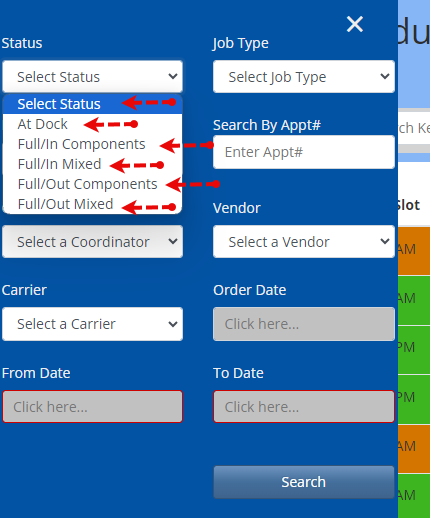 ×
Status
Job Type
Select Status
Select Job Type
Select Status
At Dock
Full/In Components
Full/In Mixed
Full/Out Components
Full/Out Mixed
Search By Appt#
Enter Appt#
Vendor
Select a Coordinator
Select a Vendor
Carrier
Order Date
Select a Carrier
Click here...
From Date
To Date
Click here...
Click here...
Search
du
ch Ke
Slot
AM
AM
PM
PM
AM
AM